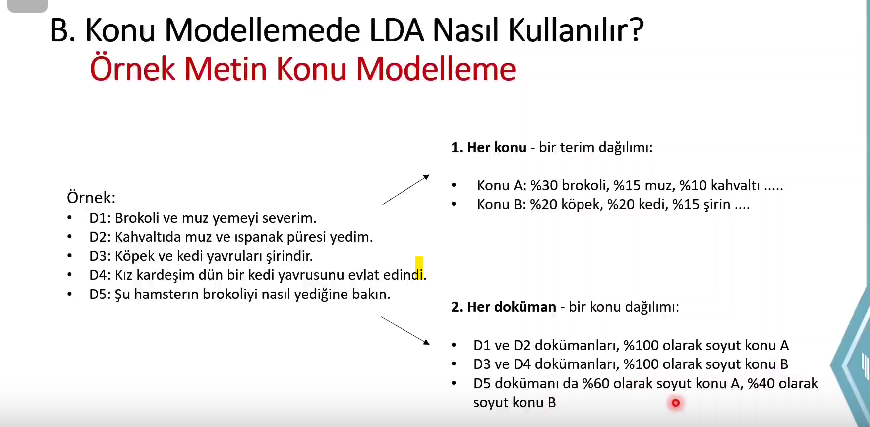 B. Konu Modellemede LDA Nasıl Kullanılır?
Örnek Metin Konu Modelleme
Örnek:
• D1: Brokoli ve muz yemeyi severim.
• D2: Kahvaltıda muz ve ıspanak püresi yedim.
• D3: Köpek ve kedi yavruları şirindir.
• D4: Kız kardeşim dün bir kedi yavrusunu evlat edindi.
• D5: Şu hamsterın brokoliyi nasıl yediğine bakın.
1. Her konu - bir terim dağılımı:
• Konu A: %30 brokoli, %15 muz, %10 kahvaltı .....
• Konu B: %20 köpek, %20 kedi, %15 şirin ....
2. Her doküman - bir konu dağılımı:
• D1 ve D2 dokümanları, %100 olarak soyut konu A
• D3 ve D4 dokümanları, %100 olarak soyut konu B
• D5 dokümanı da %60 olarak soyut konu A, %40 olarak
soyut konu B